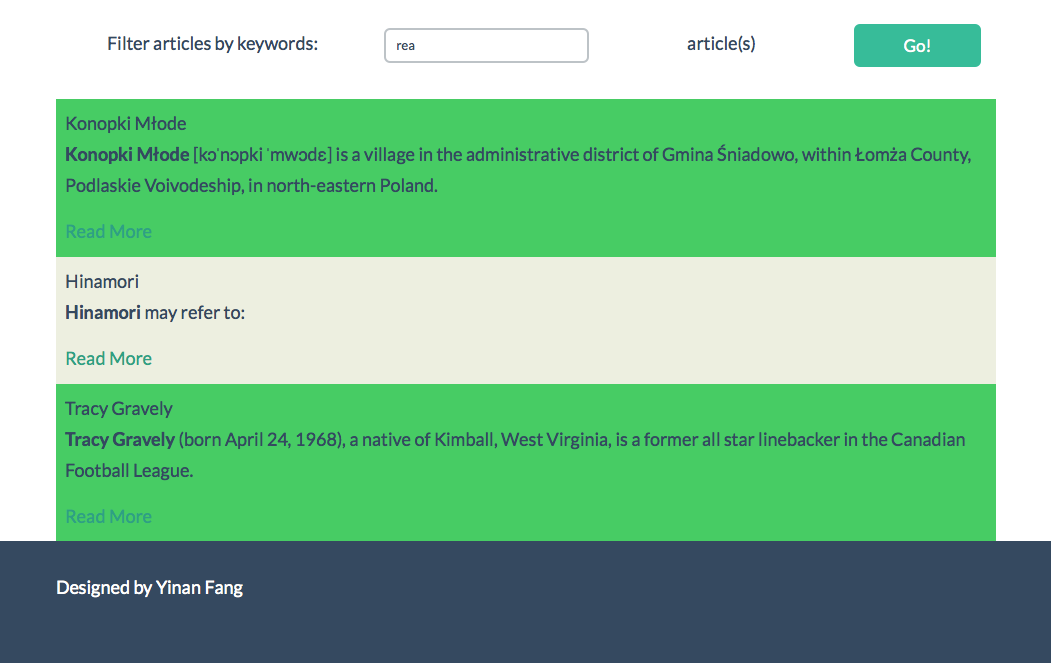 Filter articles by keywords: rea article(s) Go!
Konopki Młode
Konopki Młode [kɔˈnɔpki ˈmwɔdɛ] is a village in the administrative district of Gmina Śniadowo, within Łomża County,
Podlaskie Voivodeship, in north-eastern Poland.
Read More
Hinamori
Hinamori may refer to:
Read More
Tracy Gravely
Tracy Gravely (born April 24, 1968), a native of Kimball, West Virginia, is a former all star linebacker in the Canadian
Football League.
Read More
Designed by Yinan Fang